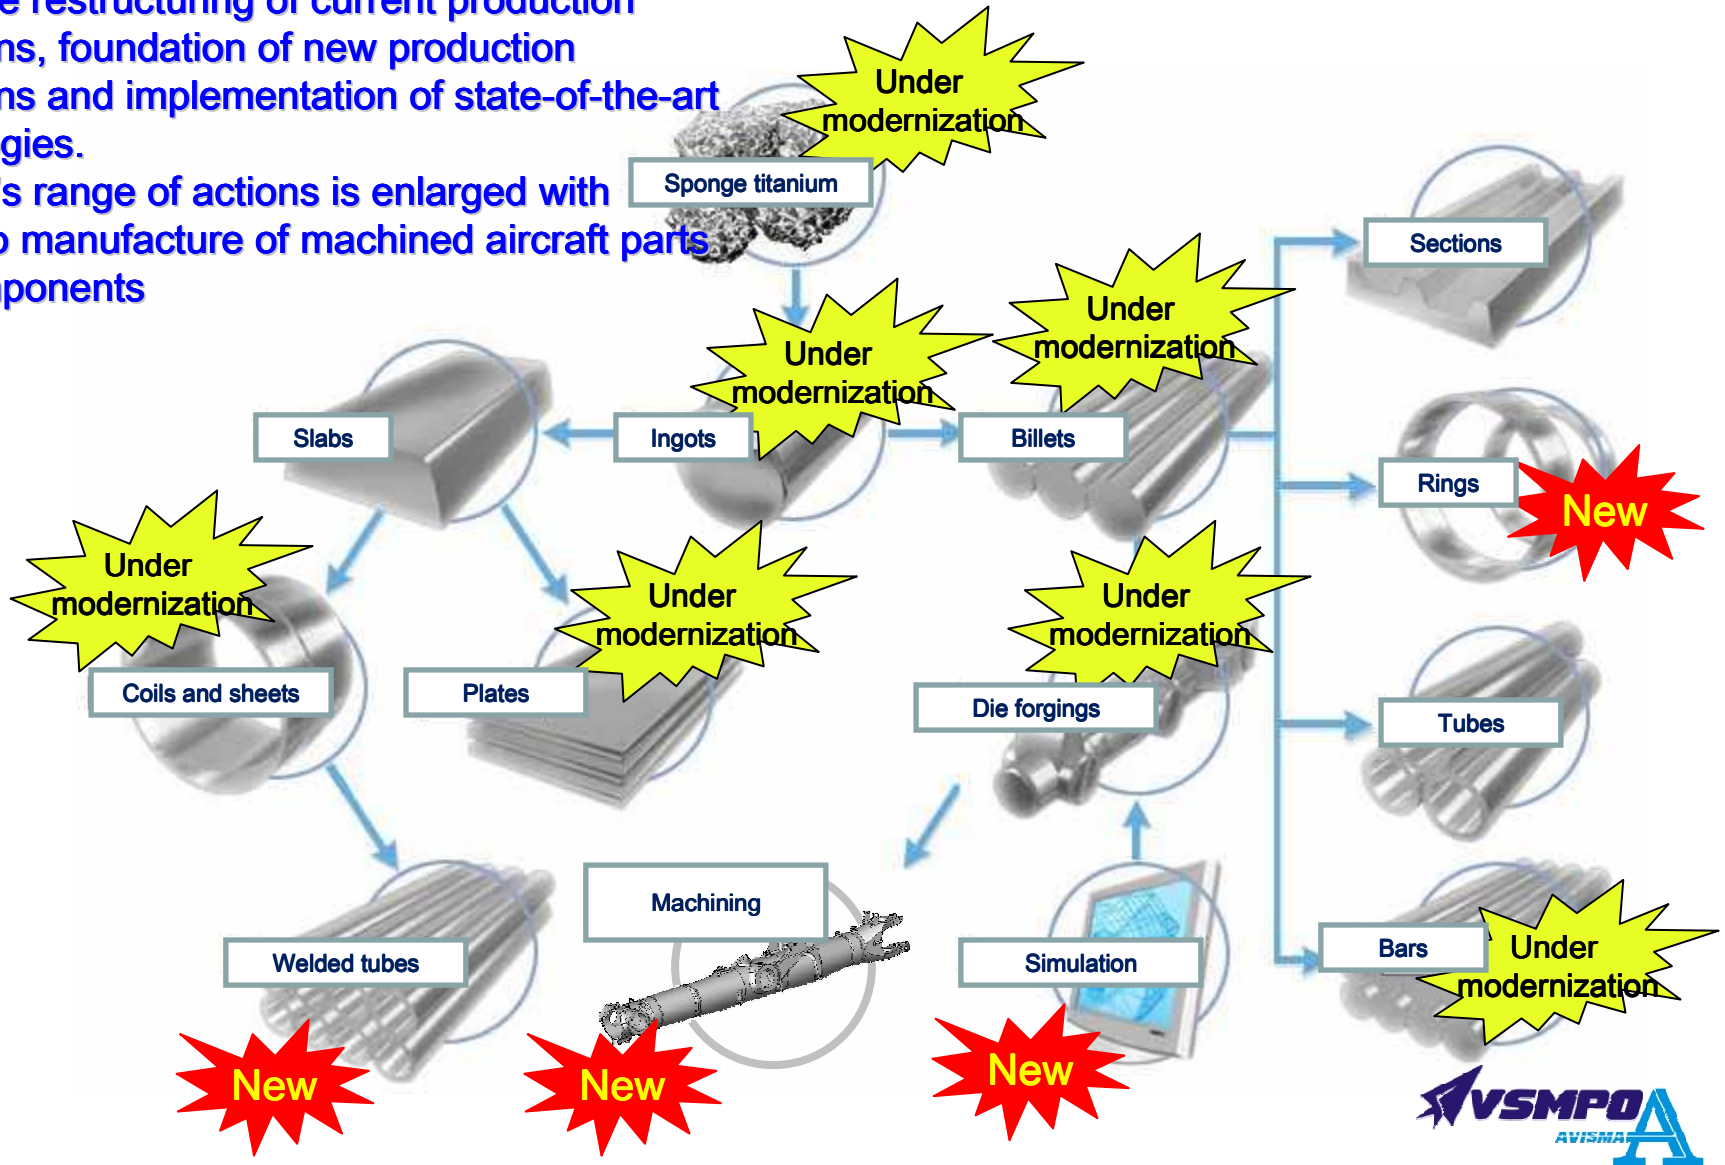 e restructuring of current production
ns, foundation of new production
ns and implementation of state-of-the-art
gies.
's range of actions is enlarged with
o manufacture of machined aircraft parts
ponents
Under
modernization
Sponge titanium
Sections
Under
modernization
Under
modernization
Slabs
Ingots
Billets
Rings
New
Under
modernization
Under
modernization
Under
modernization
Coils and sheets
Plates
Die forgings
Tubes
Machining
Welded tubes
Simulation
Bars
Under
modernization
New
New
New
VSMPO
AVISMA